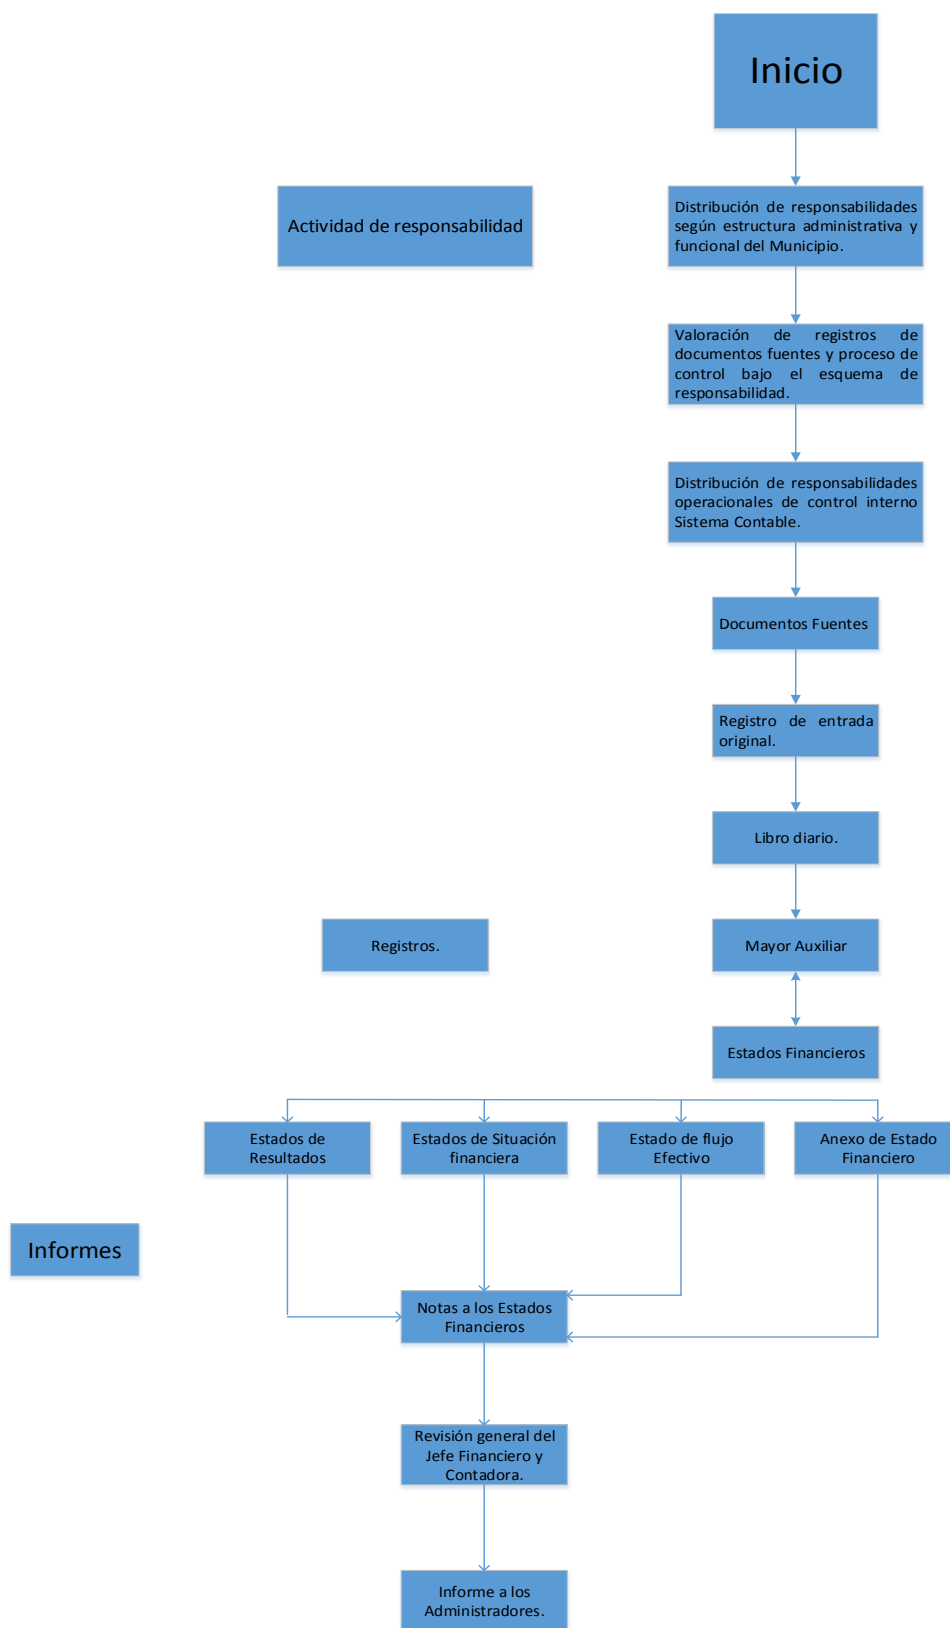 Inicio
Actividad de responsabilidad
Distribución de responsabilidades
según estructura administrativa y
funcional del Municipio.
Valoración de registros de
documentos fuentes y proceso de
control bajo el esquema de
responsabilidad.
Distribución de responsabilidades
operacionales de control interno
Sistema Contable.
Documentos Fuentes
Registro de entrada
original.
Libro diario.
Registros.
Mayor Auxiliar
Estados Financieros
Estados de
Resultados
Estados de Situación
financiera
Estado de flujo
Efectivo
Anexo de Estado
Financiero
Informes
Notas a los Estados
Financieros
Revisión general del
Jefe Financiero y
Contadora.
Informe a los
Administradores.